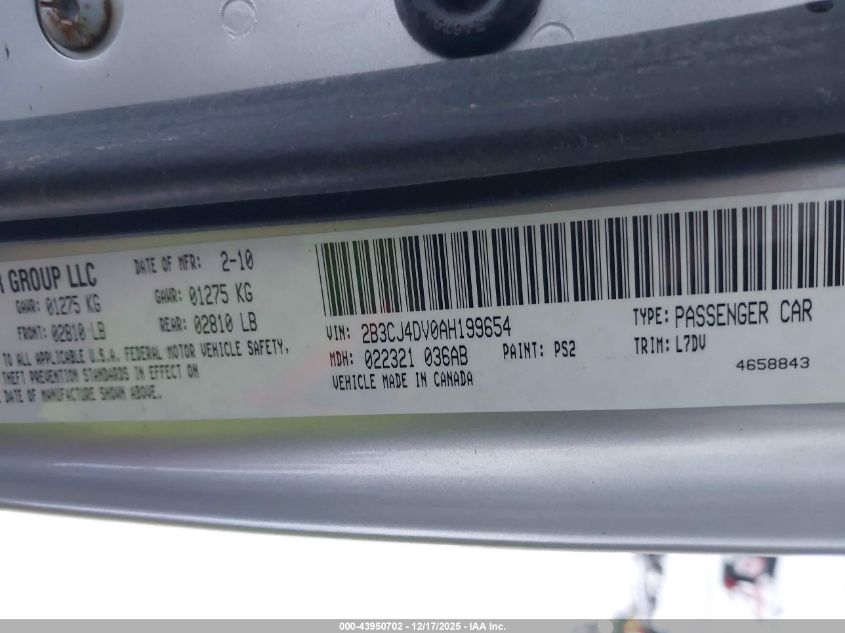 GROUP LLC DATE OF MFR: 2-10
GAWR: 01275 KG GAWR: 01275 KG
FRONT: 02810 LB REAR: 02810 LB
TO ALL APPLICABLE U.S.A. FEDERAL MOTOR VEHICLE SAFETY,
THEFT PREVENTION STANDARDS IN EFFECT ON
DATE OF MANUFACTURE SHOWN ABOVE.
VIN: 2B3CJ4DV0AH199654 TYPE: PASSENGER CAR
MDH: 022321 036AB PAINT: PS2 TRIM: L7DV
VEHICLE MADE IN CANADA 4658843
000-43950702 - 12/17/2025 - IAA Inc.